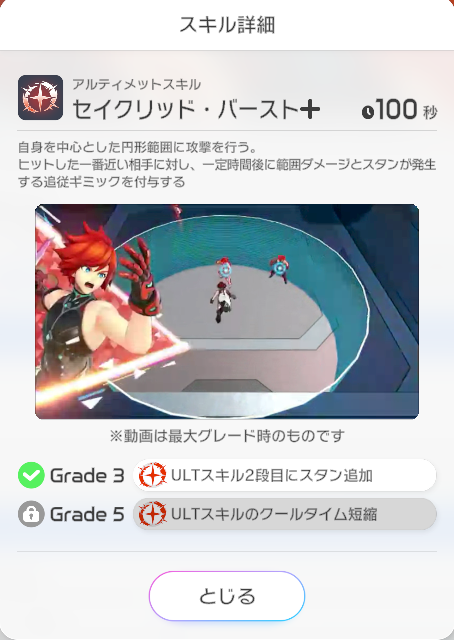 スキル詳細
アルティメットスキル
セイクリッド・バースト+
100 秒
自身を中心とした円形範囲に攻撃を行う。
ヒットした一番近い相手に対し、一定時間後に範囲ダメージとスタンが発生
する追従ギミックを付与する
※動画は最大グレード時のものです
Grade 3 ULTスキル2段目にスタン追加
Grade 5 ULTスキルのクールタイム短縮
とじる